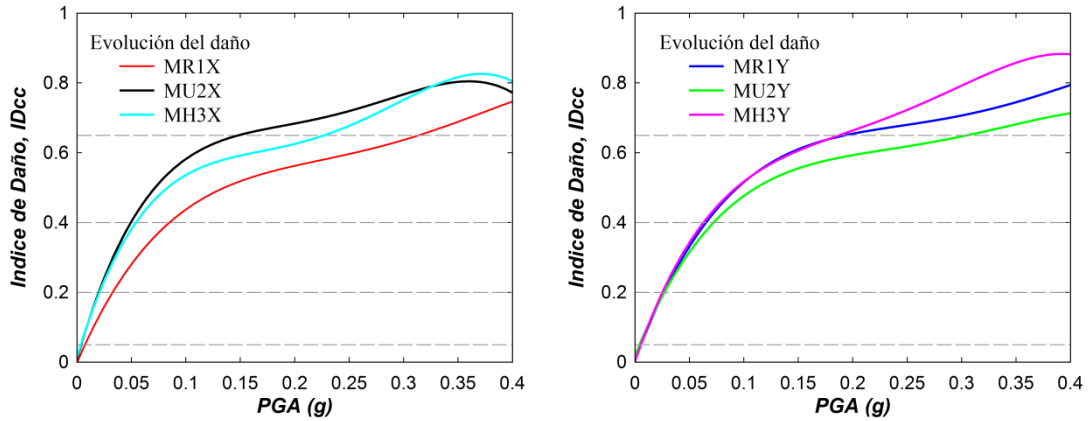 Evolución del daño
MR1X
MU2X
MH3X
Indice de Daño, IDcc
1
0.8
0.6
0.4
0.2
0
0 0.05 0.1 0.15 0.2 0.25 0.3 0.35 0.4
PGA (g)
Evolución del daño
MR1Y
MU2Y
MH3Y
Indice de Daño, IDcc
1
0.8
0.6
0.4
0.2
0
0 0.05 0.1 0.15 0.2 0.25 0.3 0.35 0.4
PGA (g)